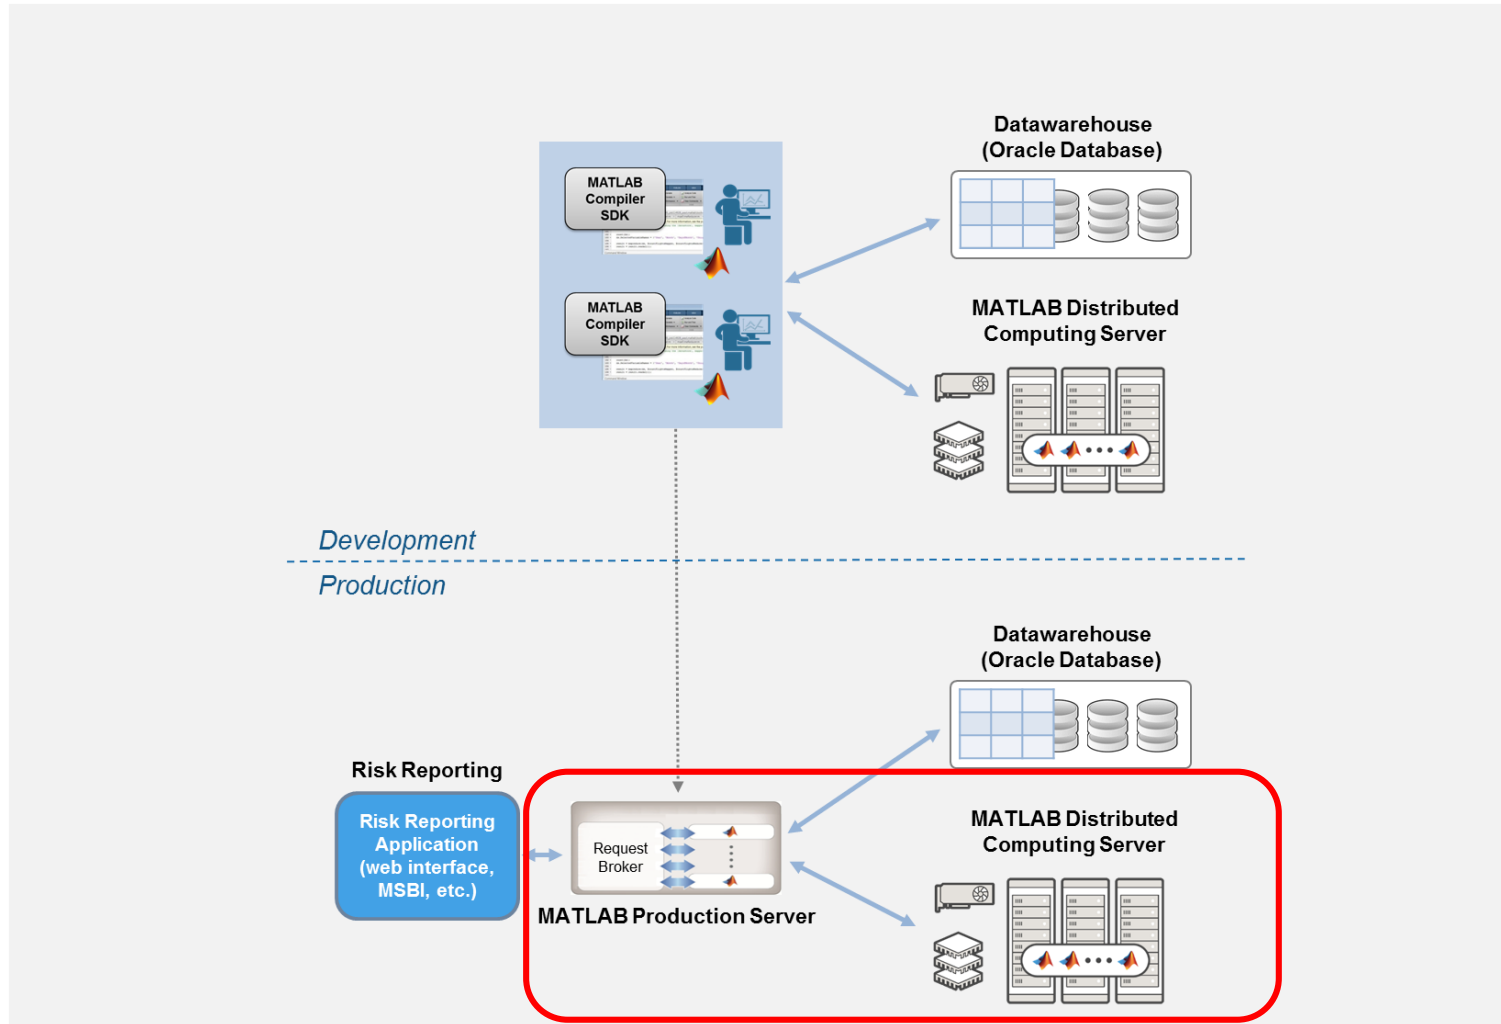 Datawarehouse
(Oracle Database)
MATLAB
Compiler
SDK
MATLAB
Compiler
SDK
MATLAB Distributed
Computing Server
Development
Production
Datawarehouse
(Oracle Database)
Risk Reporting
Risk Reporting
Application
(web interface,
MSBI, etc.)
Request
Broker
MATLAB Production Server
MATLAB Distributed
Computing Server